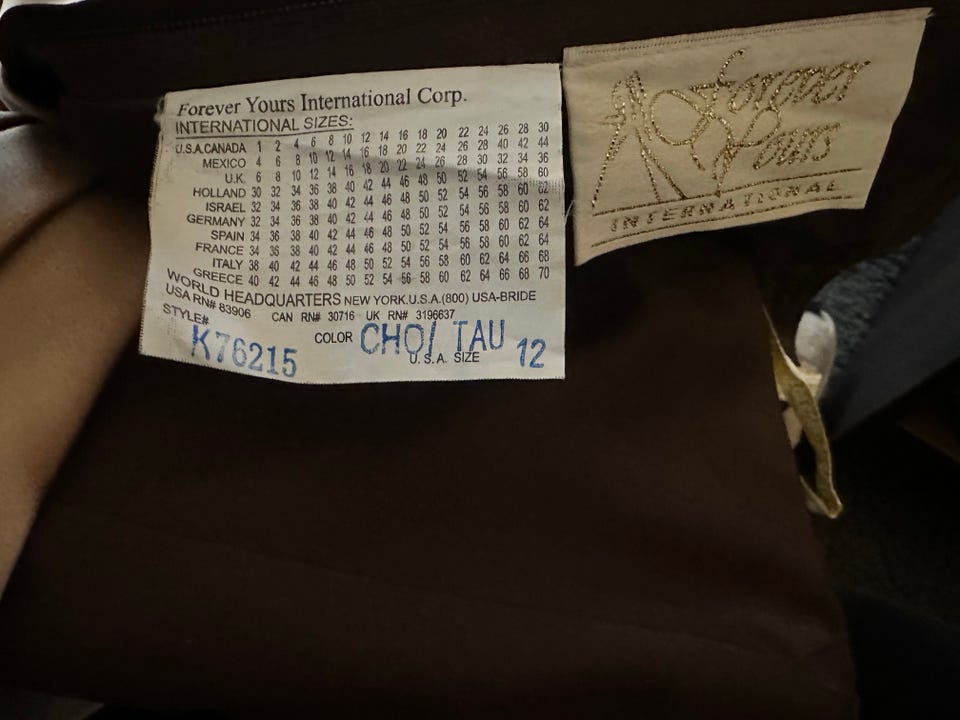 Forever Yours International Corp.
INTERNATIONAL SIZES:
U.S.A.CANADA 1 2 4 6 8 10 12 14 16 18 20 22 24 26 28 30
MEXICO 4 6 8 10 12 14 16 18 20 22 24 26 28 40 42 44
U.K. 6 8 10 12 14 16 18 20 22 24 26 28 30 32 34 36
HOLLAND 30 32 34 36 38 40 42 44 46 48 50 52 54 56 58 60
ISRAEL 32 34 36 38 40 42 44 46 48 50 52 54 56 58 60 62
GERMANY 32 34 36 38 40 42 44 46 48 50 52 54 56 58 60 62
SPAIN 34 36 38 40 42 44 46 48 50 52 54 56 58 60 62 64
FRANCE 34 36 38 40 42 44 46 48 50 52 54 56 58 60 62 64
ITALY 38 40 42 44 46 48 50 52 54 56 58 60 62 64 66 68
GREECE 40 42 44 46 48 50 52 54 56 58 60 62 64 66 68 70
WORLD HEADQUARTERS NEW YORK.U.S.A.(800) USA-BRIDE
USA RN# 83906 CAN RN# 30716 UK RN# 3196637
STYLE# K76215 COLOR CHO/TAU
U.S.A. SIZE 12
Forever
Yours
INTERNATIONAL